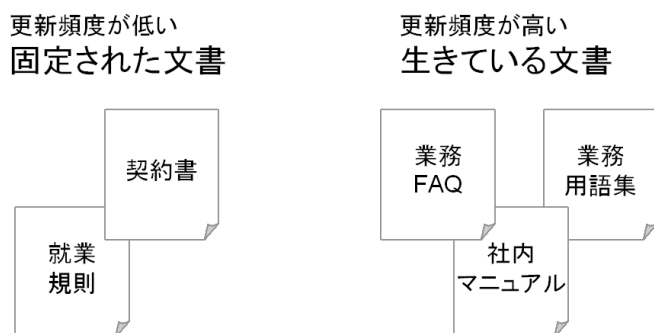 更新頻度が低い
固定された文書
契約書
就業
規則
更新頻度が高い
生きている文書
業務
FAQ
業務
用語集
社内
マニュアル